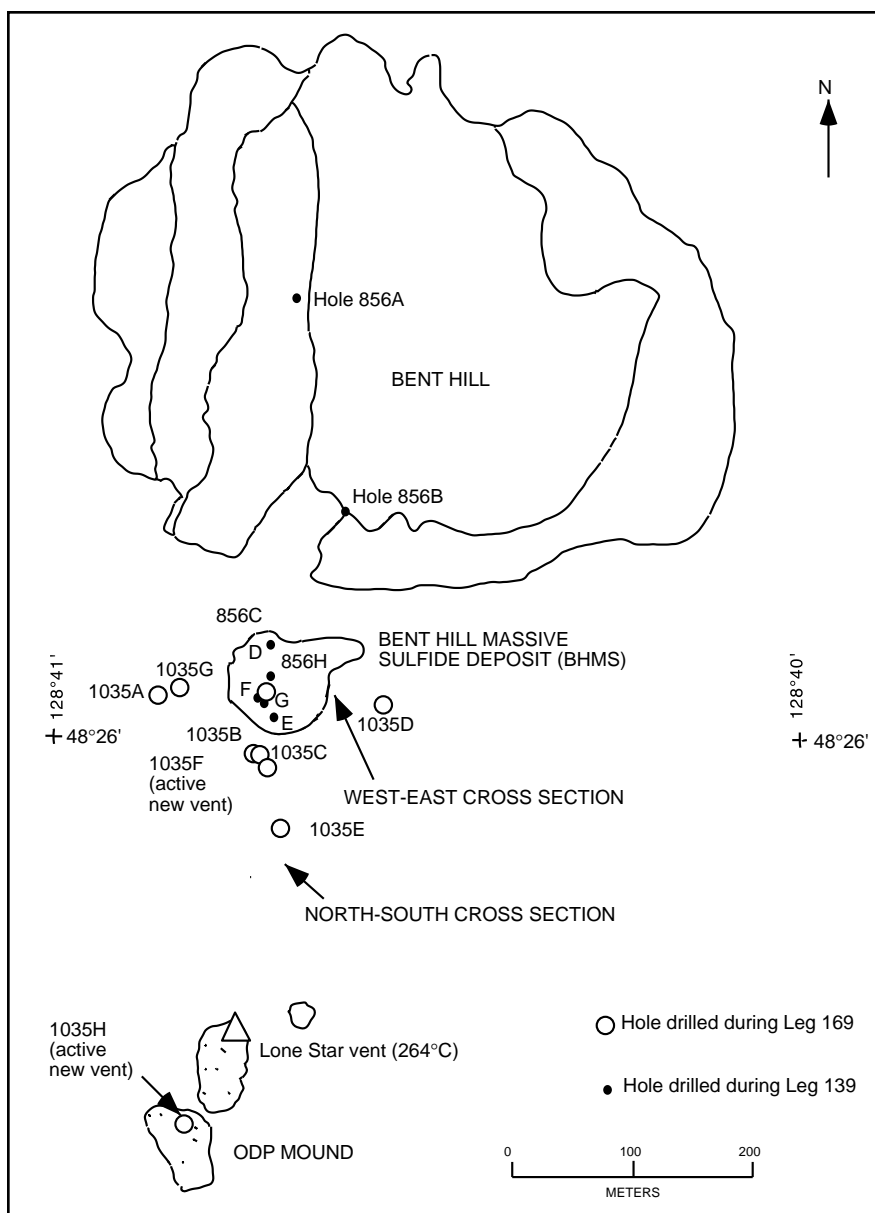 N
Hole 856A
BENT HILL
Hole 856B
856C
D
856H
BENT HILL MASSIVE
SULFIDE DEPOSIT (BHMS)
1035G
1035A
F
G
E
1035D
128°41'
48°26'
128°40'
48°26'
1035B
1035C
1035F
(active
new vent)
WEST-EAST CROSS SECTION
1035E
NORTH-SOUTH CROSS SECTION
1035H
(active
new vent)
Lone Star vent (264°C)
ODP MOUND
Hole drilled during Leg 169
Hole drilled during Leg 139
0
100
200
METERS